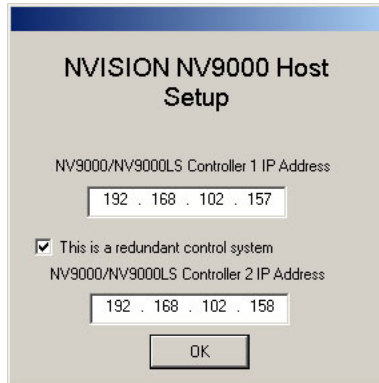 NVISION NV9000 Host
Setup
NV9000/NV9000LS Controller 1 IP Address
192 . 168 . 102 . 157
This is a redundant control system
NV9000/NV9000LS Controller 2 IP Address
192 . 168 . 102 . 158
OK